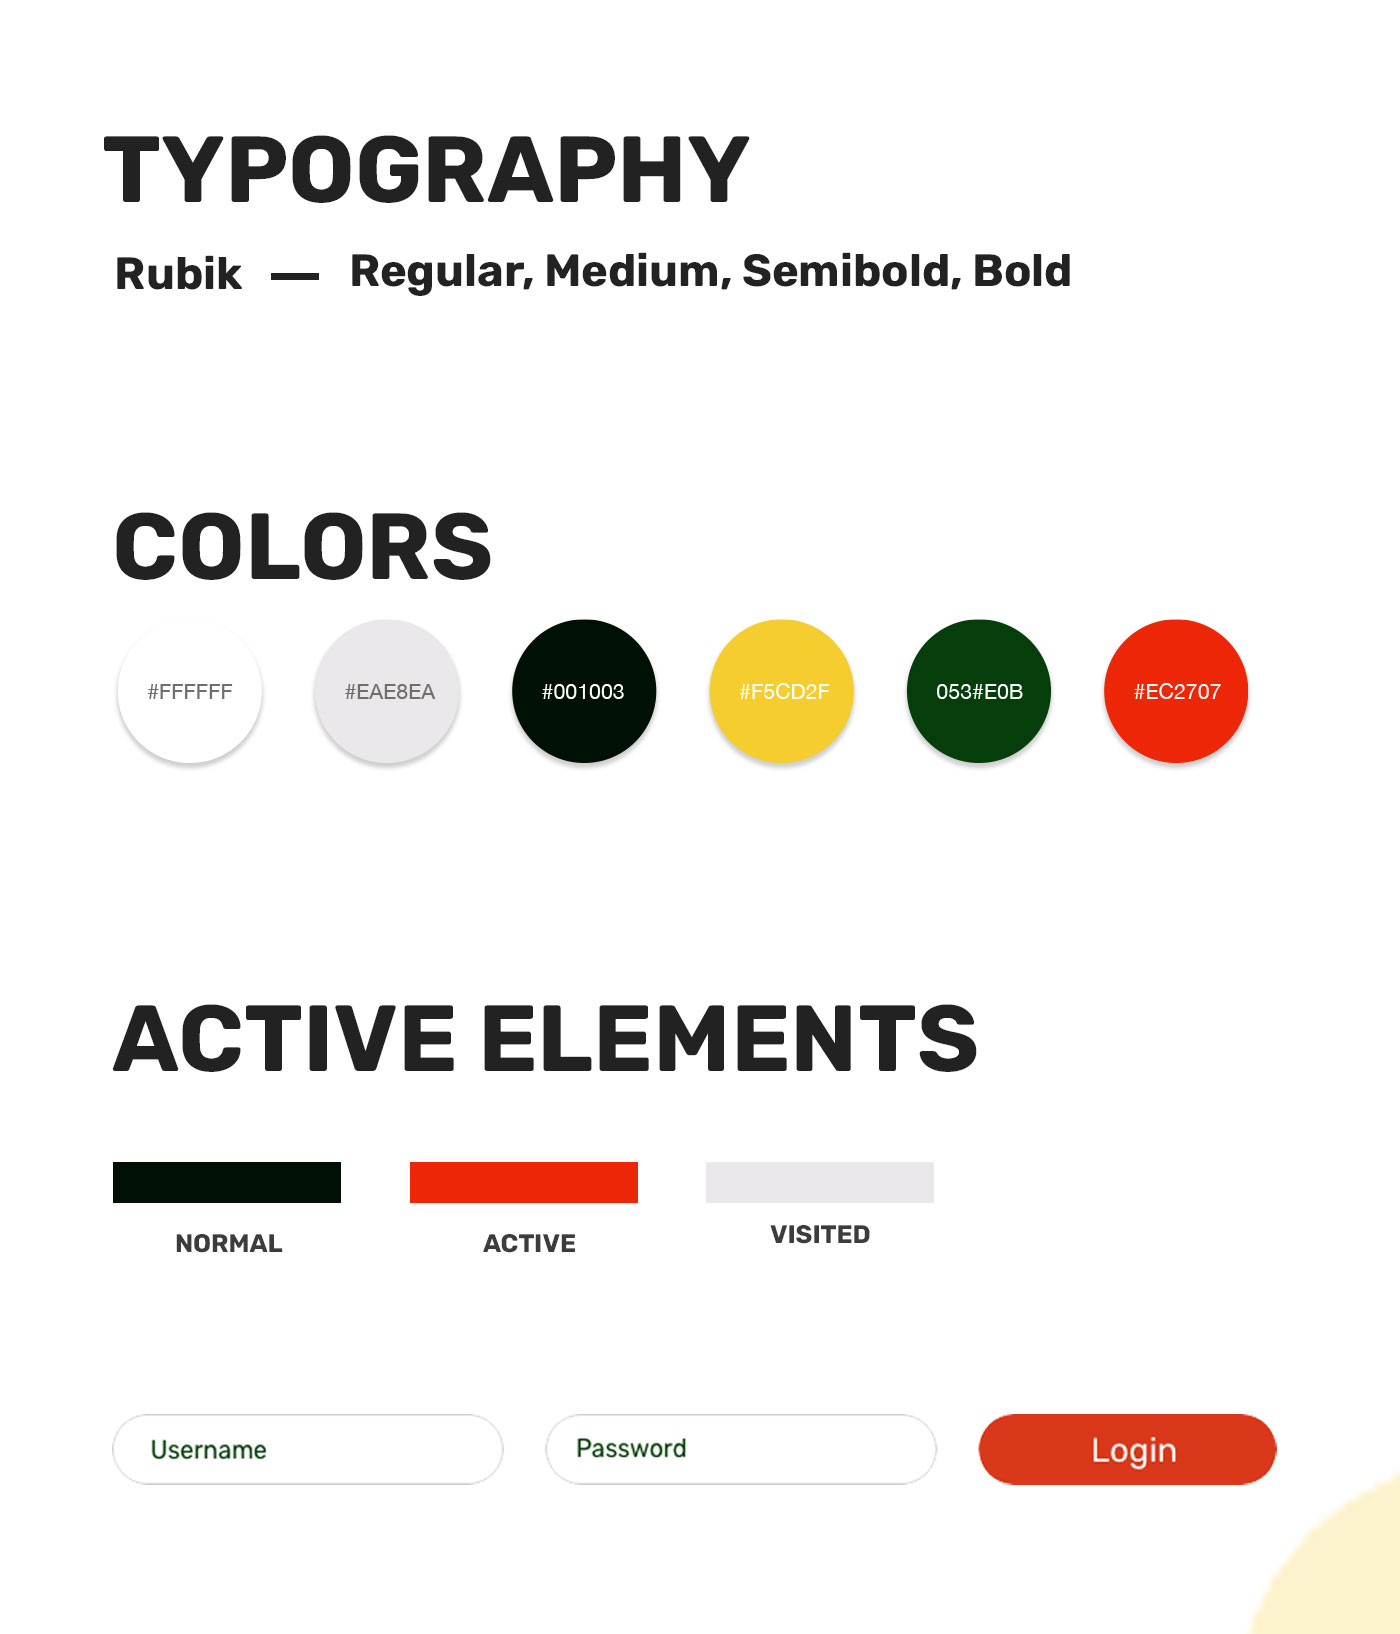 TYPOGRAPHY
Rubik — Regular, Medium, Semibold, Bold
COLORS
#FFFFFF #EAE8EA #001003 #F5CD2F 053#E0B #EC2707
ACTIVE ELEMENTS
NORMAL ACTIVE VISITED
Username Password Login